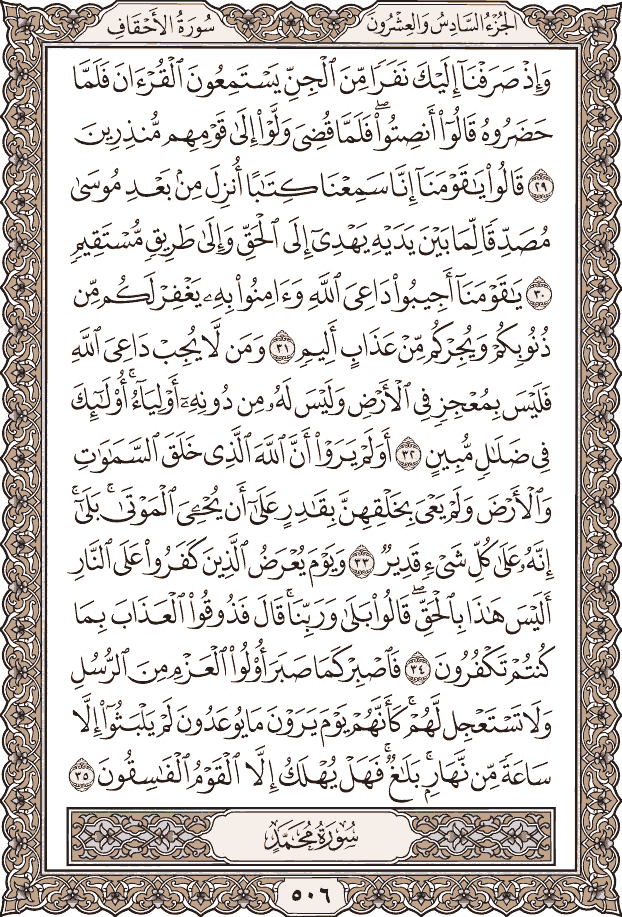 سُورَةُ الأَحْقَافِ
الجُزْءُ السَّادِسُ وَالعِشْرُونَ
وَإِذْ صَرَفْنَآ إِلَيْكَ نَفَرًا مِّنَ ٱلْجِنِّ يَسْتَمِعُونَ ٱلْقُرْءَانَ فَلَمَّا
حَضَرُوهُ قَالُوٓاْ أَنصِتُواْۖ فَلَمَّا قُضِيَ وَلَّوْاْ إِلَىٰ قَوْمِهِم مُّنذِرِينَ
٢٩ قَالُواْ يَٰقَوْمَنَآ إِنَّا سَمِعْنَا كِتَٰبًا أُنزِلَ مِنۢ بَعْدِ مُوسَىٰ
مُصَدِّقًا لِّمَا بَيْنَ يَدَيْهِ يَهْدِيٓ إِلَى ٱلْحَقِّ وَإِلَىٰ طَرِيقٍ مُّسْتَقِيمٍ
٣٠ يَٰقَوْمَنَآ أَجِيبُواْ دَاعِيَ ٱللَّهِ وَءَامِنُواْ بِهِۦ يَغْفِرْ لَكُم مِّن
ذُنُوبِكُمْ وَيُجِرْكُم مِّنْ عَذَابٍ أَلِيمٍ ٣١ وَمَن لَّا يُجِبْ دَاعِيَ ٱللَّهِ
فَلَيْسَ بِمُعْجِزٍ فِي ٱلْأَرْضِ وَلَيْسَ لَهُۥ مِن دُونِهِۦٓ أَوْلِيَآءُۚ أُوْلَٰٓئِكَ
فِي ضَلَٰلٍ مُّبِينٍ ٣٢ أَوَلَمْ يَرَوْاْ أَنَّ ٱللَّهَ ٱلَّذِي خَلَقَ ٱلسَّمَٰوَٰتِ
وَٱلْأَرْضَ وَلَمْ يَعْيَ بِخَلْقِهِنَّ بِقَٰدِرٍ عَلَىٰٓ أَن يُحْـِۧيَ ٱلْمَوْتَىٰۚ بَلَىٰٓۚ
إِنَّهُۥ عَلَىٰ كُلِّ شَيْءٍ قَدِيرٌ ٣٣ وَيَوْمَ يُعْرَضُ ٱلَّذِينَ كَفَرُواْ عَلَى ٱلنَّارِ
أَلَيْسَ هَٰذَا بِٱلْحَقِّۖ قَالُواْ بَلَىٰ وَرَبِّنَاۚ قَالَ فَذُوقُواْ ٱلْعَذَابَ بِمَا
كُنتُمْ تَكْفُرُونَ ٣٤ فَٱصْبِرْ كَمَا صَبَرَ أُوْلُواْ ٱلْعَزْمِ مِنَ ٱلرُّسُلِ
وَلَا تَسْتَعْجِل لَّهُمْۚ كَأَنَّهُمْ يَوْمَ يَرَوْنَ مَا يُوعَدُونَ لَمْ يَلْبَثُوٓاْ إِلَّا
سَاعَةً مِّن نَّهَارِۭۚ بَلَٰغٌۚ فَهَلْ يُهْلَكُ إِلَّا ٱلْقَوْمُ ٱلْفَٰسِقُونَ ٣٥
سُورَةُ مُحَمَّدٍ
٥٠٦